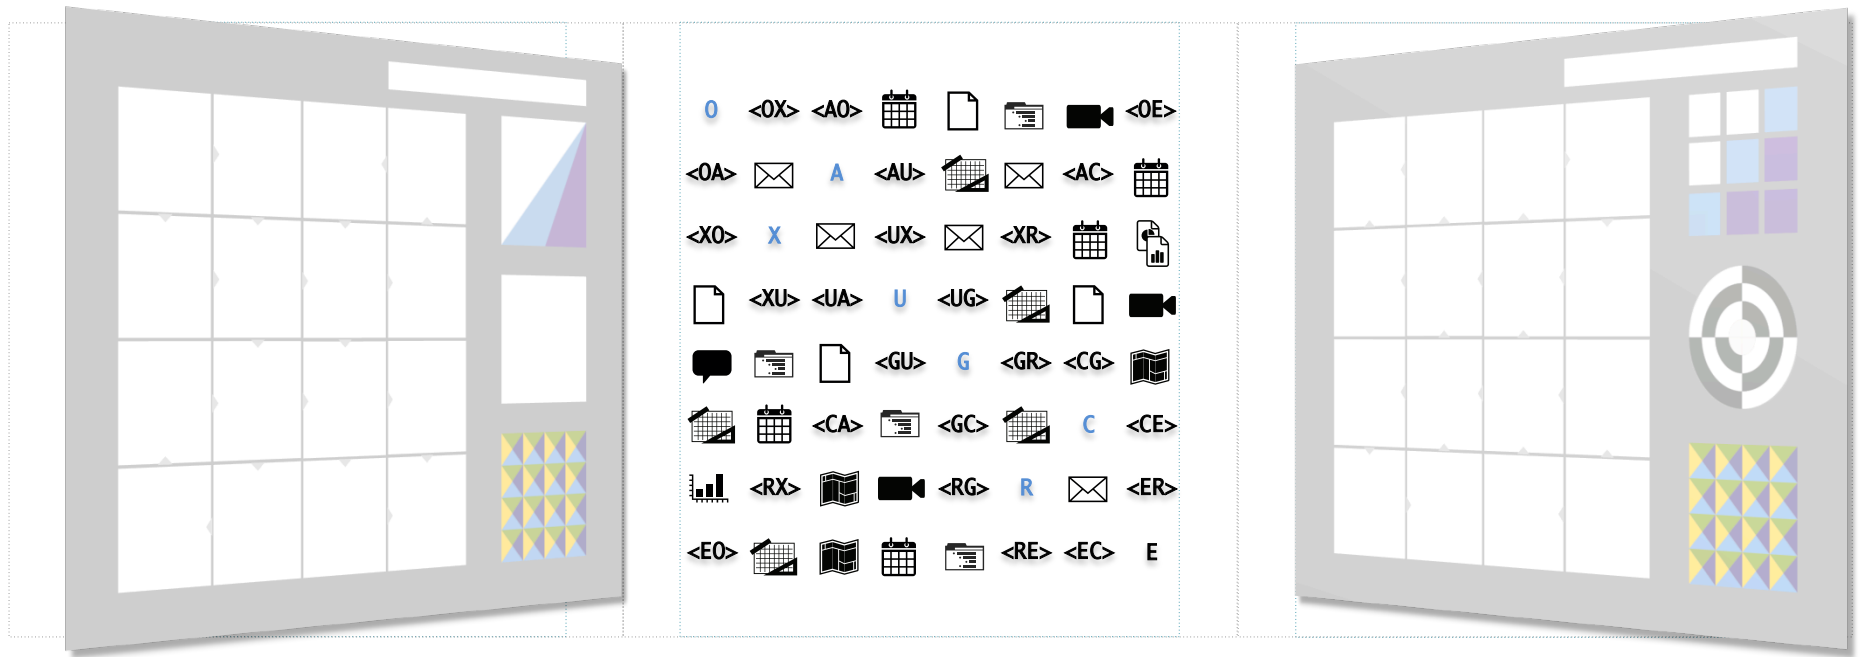 O <OX> <AO> <OE>
<OA> A <AU> <AC>
<XO> X <UX> <XR>
<XU> <UA> U <UG>
<GU> G <GR> <CG>
<CA> <GC> C <CE>
<RX> <RG> R <ER>
<EO> <RE> <EC> E